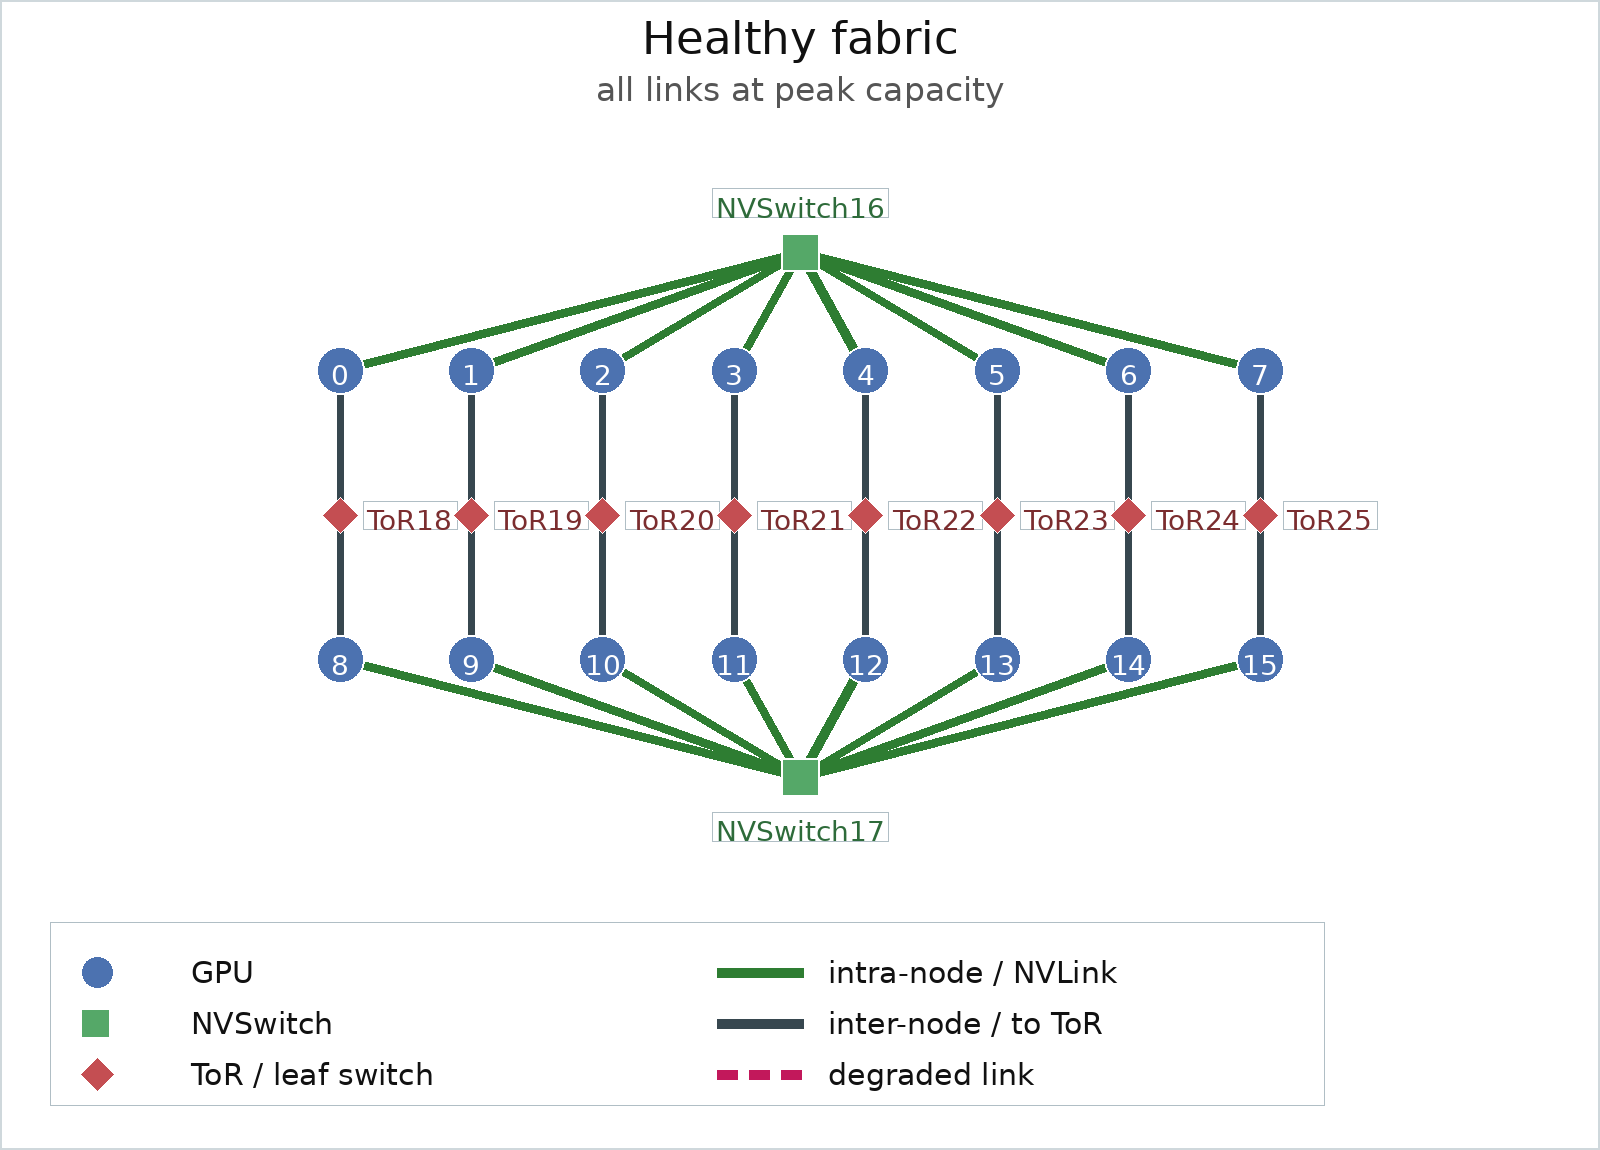 Healthy fabric
all links at peak capacity
NVSwitch16
0 1 2 3 4 5 6 7
ToR18 ToR19 ToR20 ToR21 ToR22 ToR23 ToR24 ToR25
8 9 10 11 12 13 14 15
NVSwitch17
GPU
NVSwitch
ToR / leaf switch
intra-node / NVLink
inter-node / to ToR
degraded link